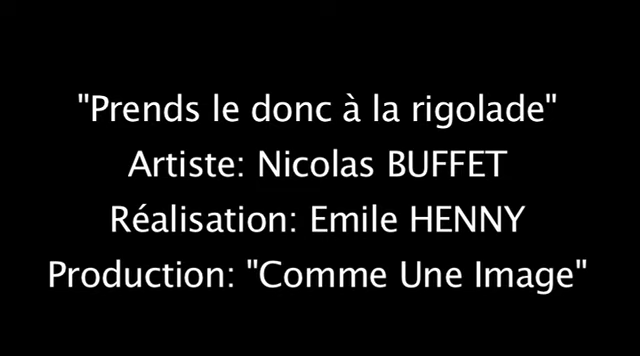 "Prends le donc à la rigolade"
Artiste: Nicolas BUFFET
Réalisation: Emile HENNY
Production: "Comme Une Image"